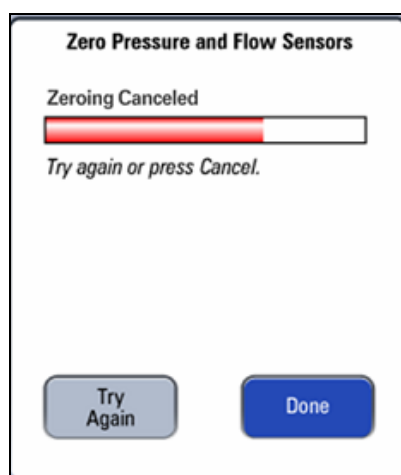 Zero Pressure and Flow Sensors
Zeroing Canceled
Try again or press Cancel.
Try
Again
Done